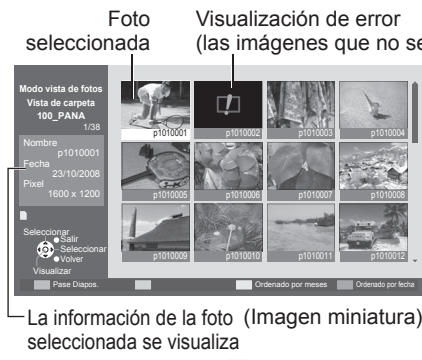 Foto seleccionada
Visualización de error
(las imágenes que no se
Modo vista de fotos
Vista de carpeta
100_PANA
1/38
Nombre
p1010001
Fecha
23/10/2008
Pixel
1600 x 1200
Seleccionar
Salir
Seleccionar
Volver
Visualizar
p1010001
p1010002
p1010003
p1010004
p1010005
p1010006
p1010007
p1010008
p1010009
p1010010
p1010011
p1010012
Pase Diapos.
Ordenado por meses
Ordenado por fecha
La información de la foto
seleccionada se visualiza
(Imagen miniatura)